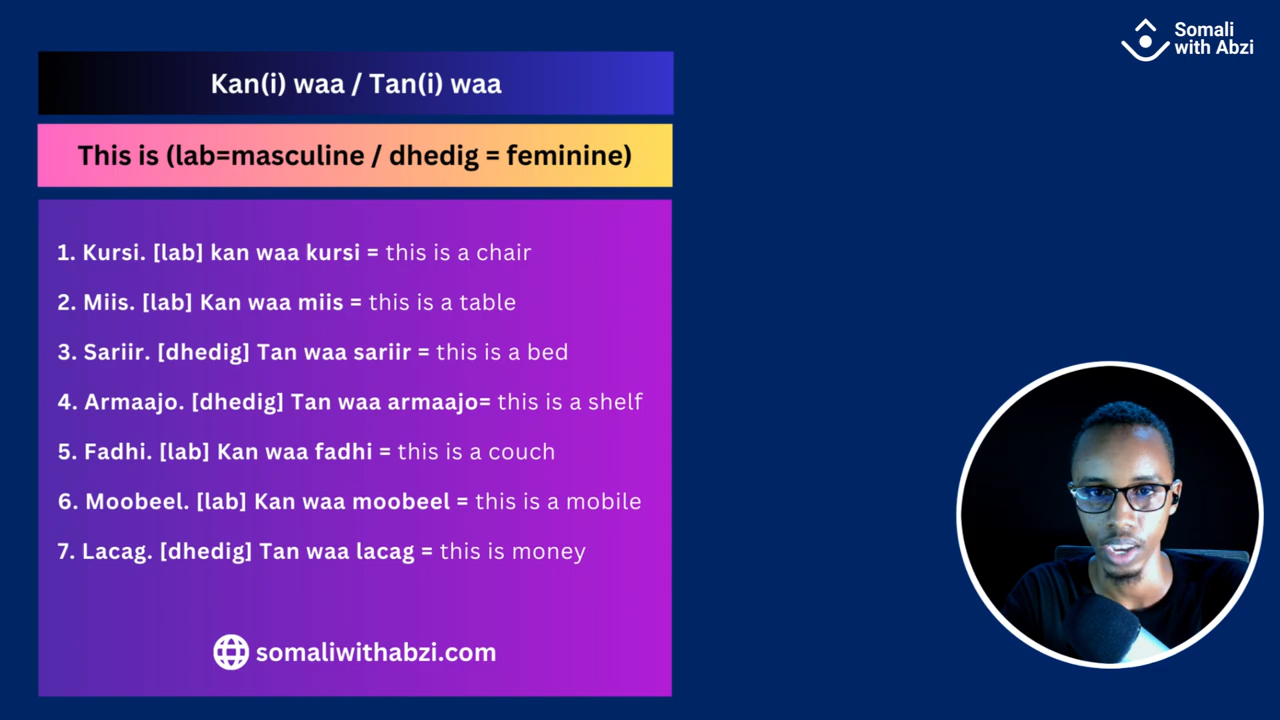 Somali
with Abzi
Kan(i) waa / Tan(i) waa
This is (lab=masculine / dhedig = feminine)
1. Kursi. [lab] kan waa kursi = this is a chair
2. Miis. [lab] Kan waa miis = this is a table
3. Sariir. [dhedig] Tan waa sariir = this is a bed
4. Armaajo. [dhedig] Tan waa armaajo= this is a shelf
5. Fadhi. [lab] Kan waa fadhi = this is a couch
6. Moobeel. [lab] Kan waa moobeel = this is a mobile
7. Lacag. [dhedig] Tan waa lacag = this is money
somaliwithabzi.com